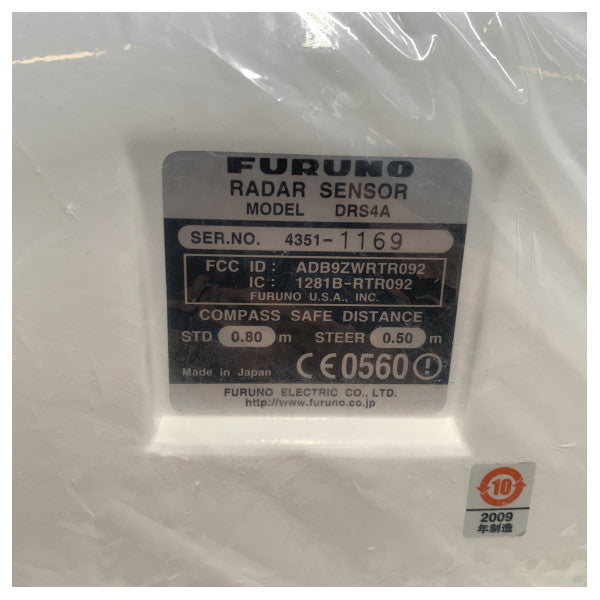 FURUNO
RADAR SENSOR
MODEL DRS4A
SER.NO. 4351-1169
FCC ID : ADB9ZWRTR092
IC : 1281B-RTR092
FURUNO U.S.A., INC.
COMPASS SAFE DISTANCE
STD 0.80 m STEER 0.50 m
Made in Japan CE0560
FURUNO ELECTRIC CO., LTD.
http://www.furuno.co.jp
10
2009
年制造